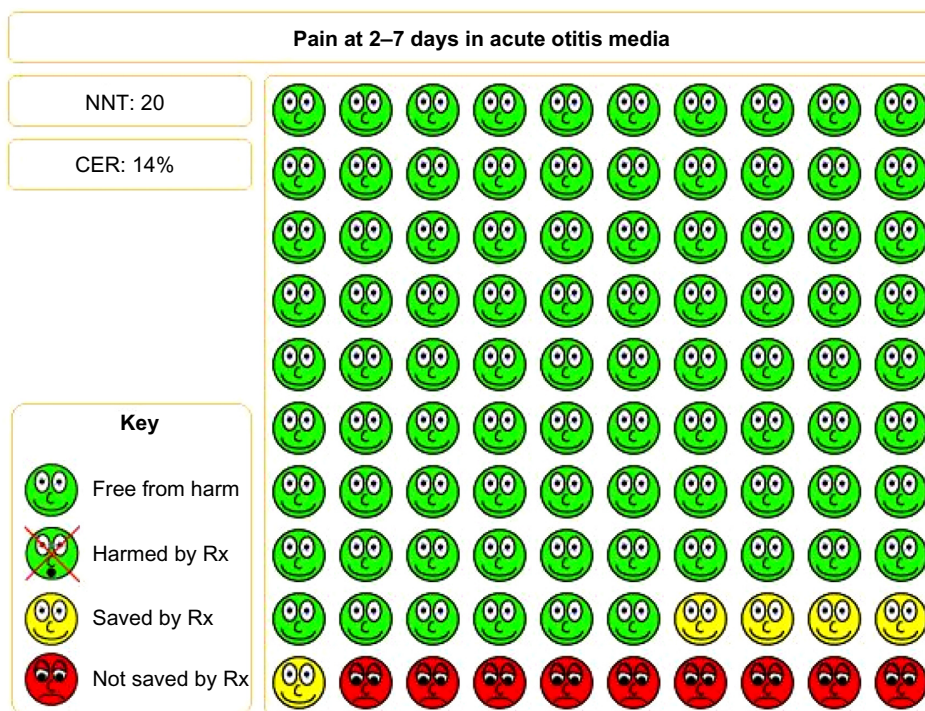 Pain at 2–7 days in acute otitis media
NNT: 20
CER: 14%
Key
Free from harm
Harmed by Rx
Saved by Rx
Not saved by Rx